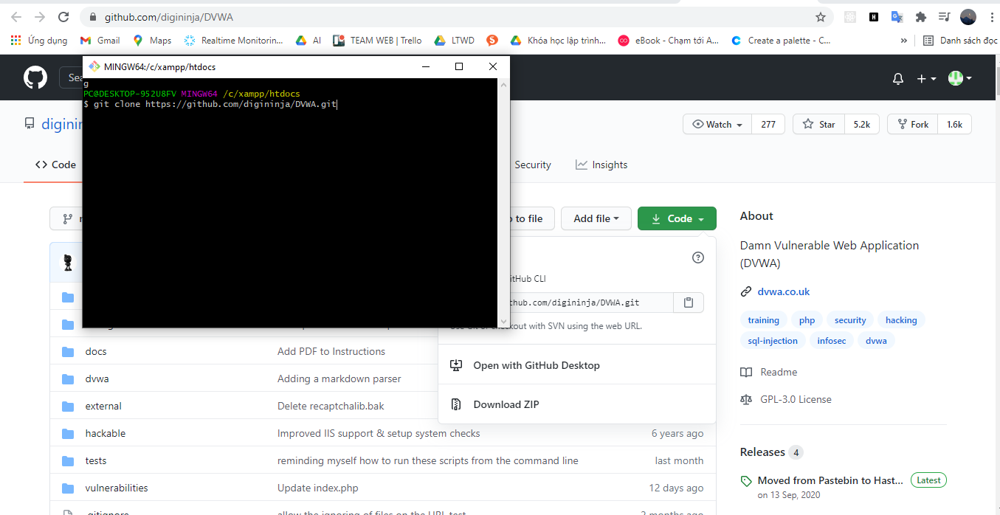 github.com/digininja/DVWA
Ứng dụng Gmail Maps Realtime Monitorin... AI TEAM WEB | Trello LTWD Khóa học lập trình... eBook - Chạm tới A... Create a palette - C... » Danh sách đọc
MINGW64:/c/xampp/htdocs
g
PC@DESKTOP-952U8FV MINGW64 /c/xampp/htdocs
$ git clone https://github.com/digininja/DVWA.git
Sea
diginin
Watch 277 Star 5.2k Fork 1.6k
<> Code Security Insights
to file Add file Code
About
Damn Vulnerable Web Application
(DVWA)
itHub CLI
dvwa.co.uk
thub.com/digininja/DVWA.git
training php security hacking
checkout with SVN using the web URL.
sql-injection infosec dvwa
docs Add PDF to Instructions
Open with GitHub Desktop
Readme
dvwa Adding a markdown parser
GPL-3.0 License
external Delete recaptchalib.bak
Download ZIP
hackable Improved IIS support & setup system checks 6 years ago
Releases 4
tests reminding myself how to run these scripts from the command line last month
Moved from Pastebin to Hast... Latest
vulnerabilities Update index.php 12 days ago
on 13 Sep, 2020
.gitignore allow the ignoring of files on the URL test 2 months ago